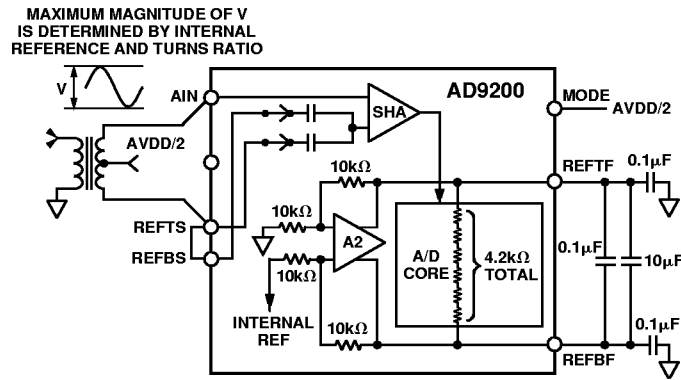 MAXIMUM MAGNITUDE OF V
IS DETERMINED BY INTERNAL
REFERENCE AND TURNS RATIO
V
AIN
AVDD/2
REFTS
REFBS
SHA
AD9200
MODE
AVDD/2
10kΩ
10kΩ
A2
10kΩ
INTERNAL
REF
10kΩ
A/D
CORE
4.2kΩ
TOTAL
REFTF
0.1µF
0.1µF
10µF
0.1µF
REFBF